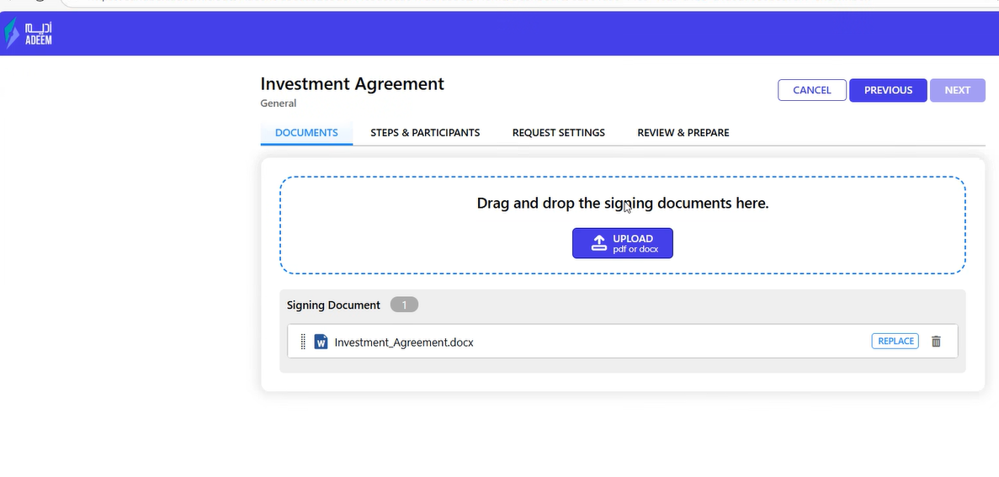 أديم
ADEEM
Investment Agreement
General
CANCEL
PREVIOUS
NEXT
DOCUMENTS
STEPS & PARTICIPANTS
REQUEST SETTINGS
REVIEW & PREPARE
Drag and drop the signing documents here.
UPLOAD
pdf or docx
Signing Document 1
Investment_Agreement.docx
REPLACE